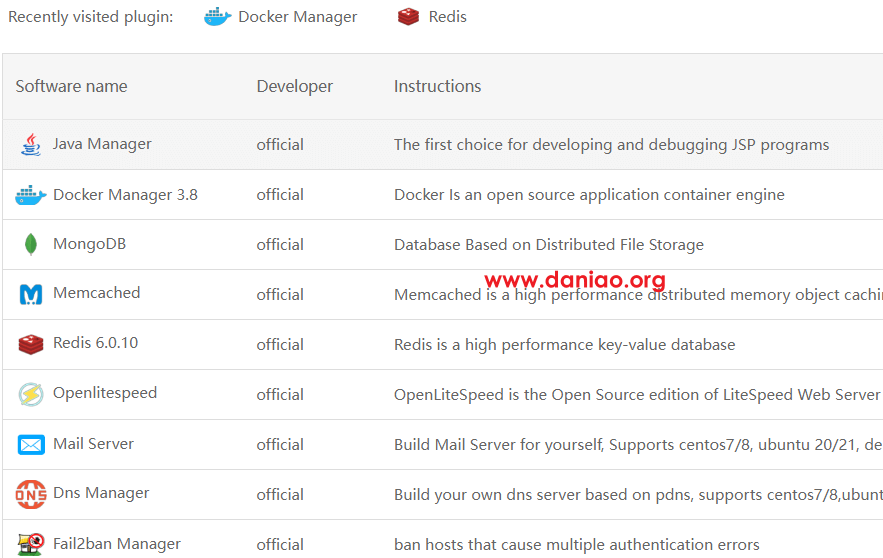 Recently visited plugin: Docker Manager Redis
Software name Developer Instructions
Java Manager official The first choice for developing and debugging JSP programs
Docker Manager 3.8 official Docker Is an open source application container engine
MongoDB official Database Based on Distributed File Storage
www.daniao.org
Memcached official Memcached is a high performance distributed memory object cachi
Redis 6.0.10 official Redis is a high performance key-value database
Openlitespeed official OpenLiteSpeed is the Open Source edition of LiteSpeed Web Server
Mail Server official Build Mail Server for yourself, Supports centos7/8, ubuntu 20/21, de
DNS Dns Manager official Build your own dns server based on pdns, supports centos7/8,ubunt
Fail2ban Manager official ban hosts that cause multiple authentication errors